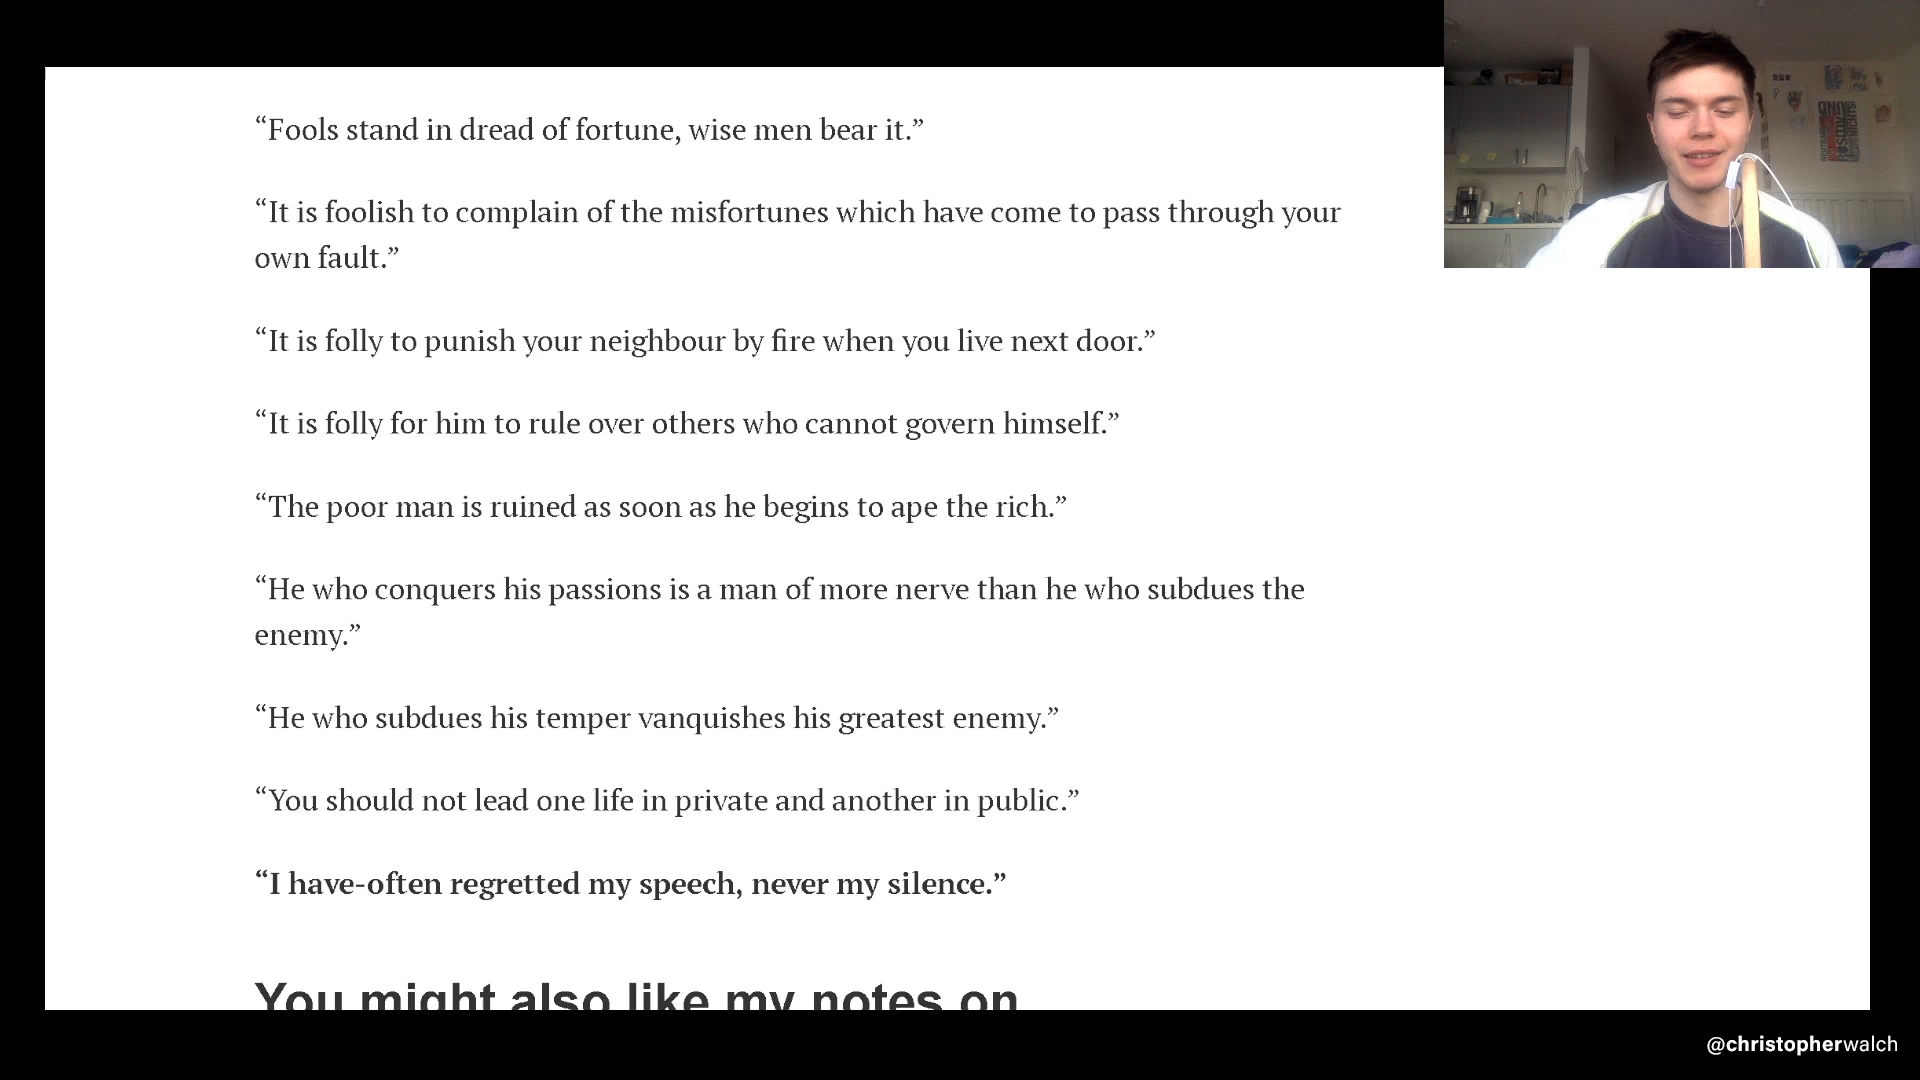 “Fools stand in dread of fortune, wise men bear it.”
“It is foolish to complain of the misfortunes which have come to pass through your
own fault.”
“It is folly to punish your neighbour by fire when you live next door.”
“It is folly for him to rule over others who cannot govern himself.”
“The poor man is ruined as soon as he begins to ape the rich.”
“He who conquers his passions is a man of more nerve than he who subdues the
enemy.”
“He who subdues his temper vanquishes his greatest enemy.”
“You should not lead one life in private and another in public.”
“I have-often regretted my speech, never my silence.”
You might also like my notes on
@christopherwalch